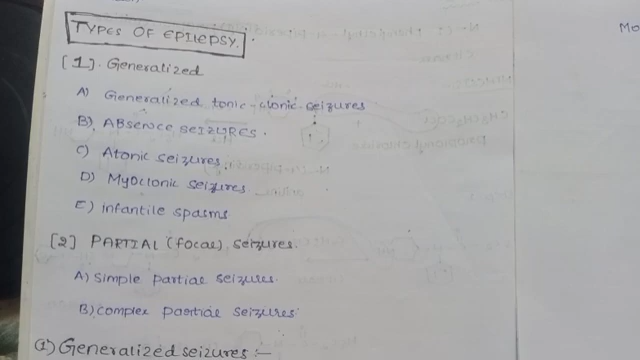 TYPES OF EPILEPSY.
Mo
[1]. Generalized
A) Generalized tonic-clonic-seizures
B) ABsence seIZURES.
C) Atonic seizures.
D) Myoclonic seizures
E) infantile spasms
[2] PARTIAL (focal) seizures.
A) simple partial seizures.
B) complex partial seizures
(1) Generalized seizures :-